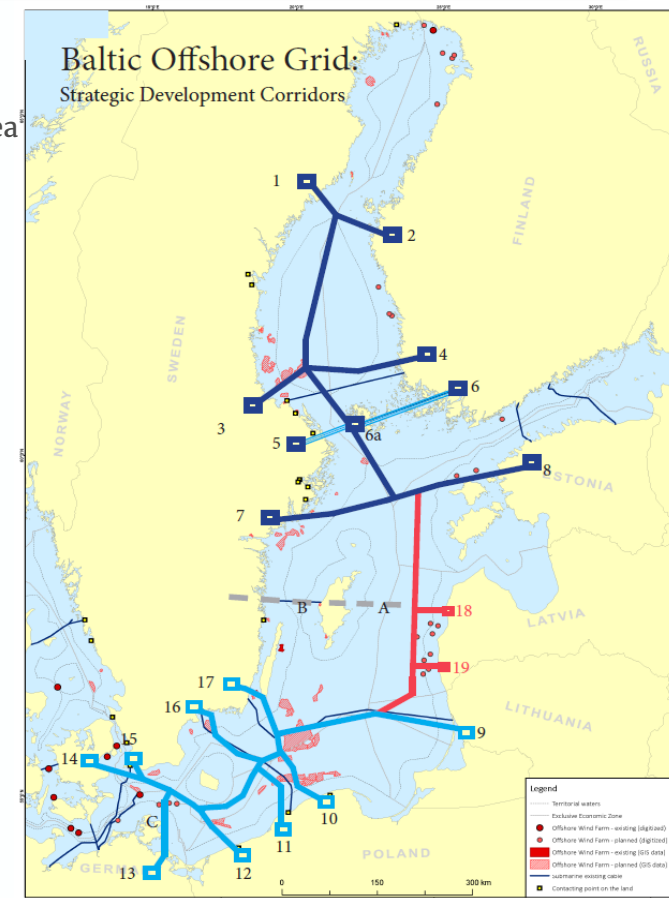 Baltic Offshore Grid:
Strategic Development Corridors
ea
RUSSIA
FINLAND
SWEDEN
NORWAY
1
2
4
6
3
5
6a
8
ESTONIA
7
B
A
18
LATVIA
19
17
16
LITHUANIA
9
15
14
C
10
11
12
13
GERMA
POLAND
0 150 300 km
Legend
Territorial waters
Exclusive Economic Zone
Offshore Wind Farm - existing (digitized)
Offshore Wind Farm - planned (digitized)
Offshore Wind Farm - existing (GIS data)
Offshore Wind Farm - planned (GIS data)
Submarine existing cable
Contacting point on the land